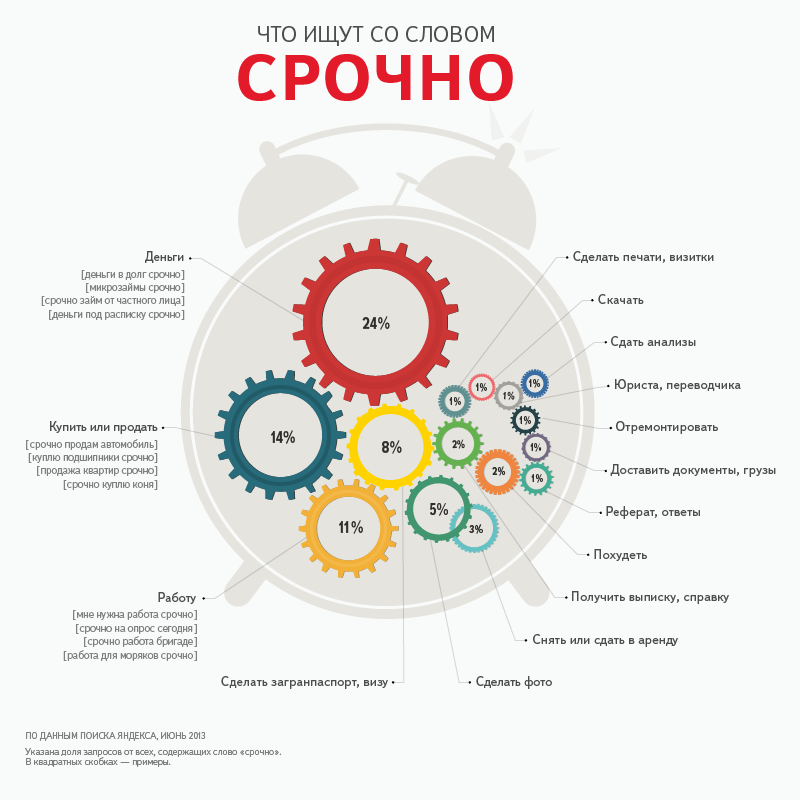 ЧТО ИЩУТ СО СЛОВОМ
СРОЧНО
Деньги
[деньги в долг срочно]
[микрозаймы срочно]
[срочно займ от частного лица]
[деньги под расписку срочно]
Купить или продать
[срочно продам автомобиль]
[куплю подшипники срочно]
[продажа квартир срочно]
[срочно куплю коня]
Работу
[мне нужна работа срочно]
[срочно на опрос сегодня]
[срочно работа бригаде]
[работа для моряков срочно]
Сделать загранпаспорт, визу
24%
14%
8%
11%
5%
3%
2%
2%
1%
1%
1%
1%
1%
1%
1%
Сделать печати, визитки
Скачать
Сдать анализы
Юриста, переводчика
Отремонтировать
Доставить документы, грузы
Реферат, ответы
Похудеть
Получить выписку, справку
Снять или сдать в аренду
Сделать фото
ПО ДАННЫМ ПОИСКА ЯНДЕКСА, ИЮНЬ 2013
Указана доля запросов от всех, содержащих слово «срочно».
В квадратных скобках — примеры.